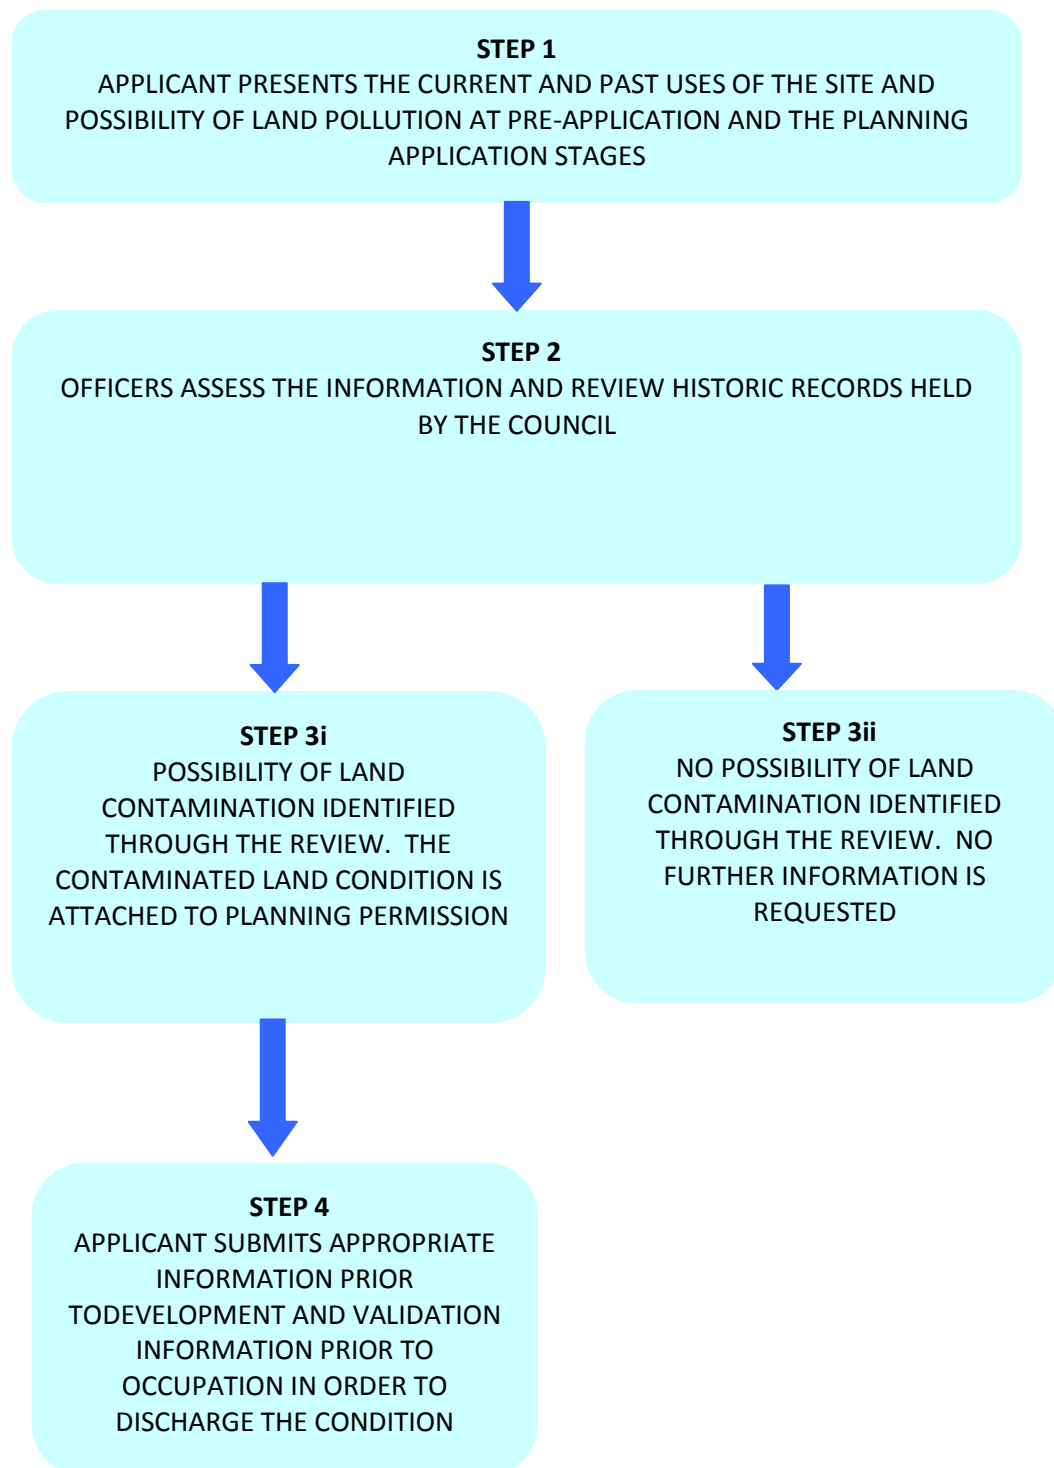 STEP 1
APPLICANT PRESENTS THE CURRENT AND PAST USES OF THE SITE AND
POSSIBILITY OF LAND POLLUTION AT PRE-APPLICATION AND THE PLANNING
APPLICATION STAGES
STEP 2
OFFICERS ASSESS THE INFORMATION AND REVIEW HISTORIC RECORDS HELD
BY THE COUNCIL
STEP 3i
POSSIBILITY OF LAND
CONTAMINATION IDENTIFIED
THROUGH THE REVIEW.  THE
CONTAMINATED LAND CONDITION IS
ATTACHED TO PLANNING PERMISSION
STEP 3ii
NO POSSIBILITY OF LAND
CONTAMINATION IDENTIFIED
THROUGH THE REVIEW.  NO
FURTHER INFORMATION IS
REQUESTED
STEP 4
APPLICANT SUBMITS APPROPRIATE
INFORMATION PRIOR
TODEVELOPMENT AND VALIDATION
INFORMATION PRIOR TO
OCCUPATION IN ORDER TO
DISCHARGE THE CONDITION